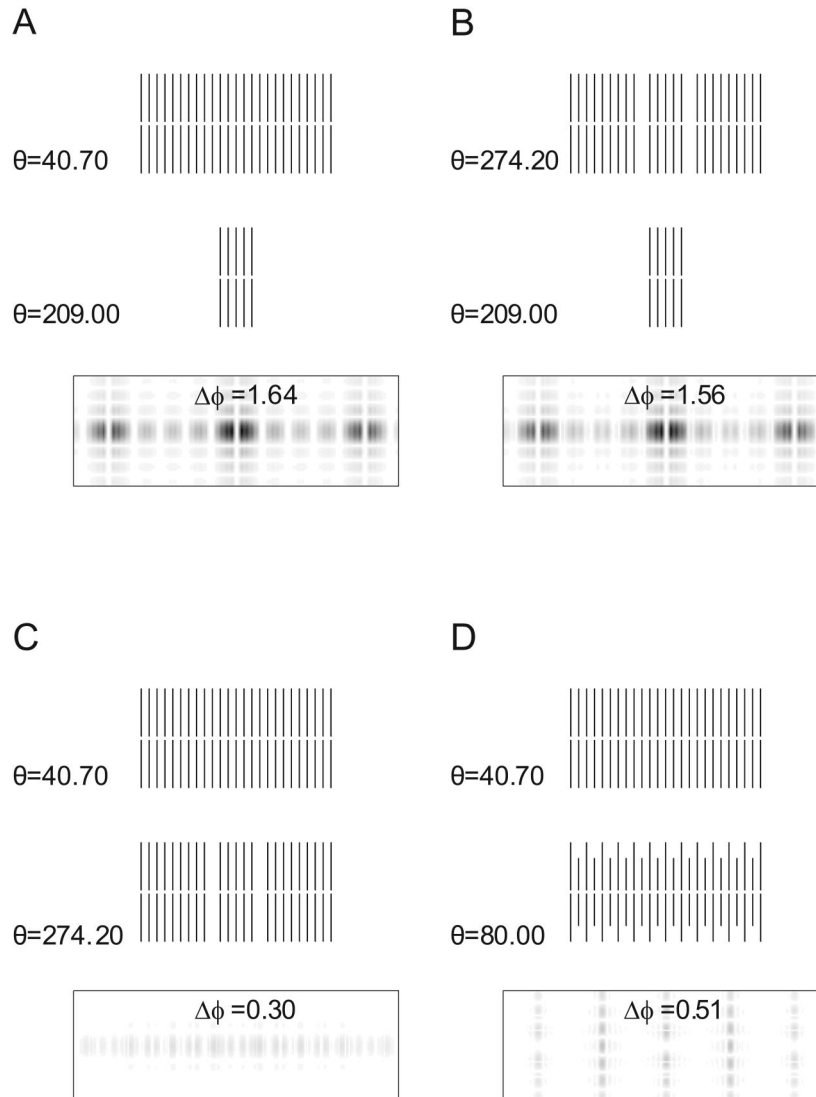 A
θ=40.70
θ=209.00
Δϕ =1.64
B
θ=274.20
θ=209.00
Δϕ =1.56
C
θ=40.70
θ=274.20
Δϕ =0.30
D
θ=40.70
θ=80.00
Δϕ =0.51